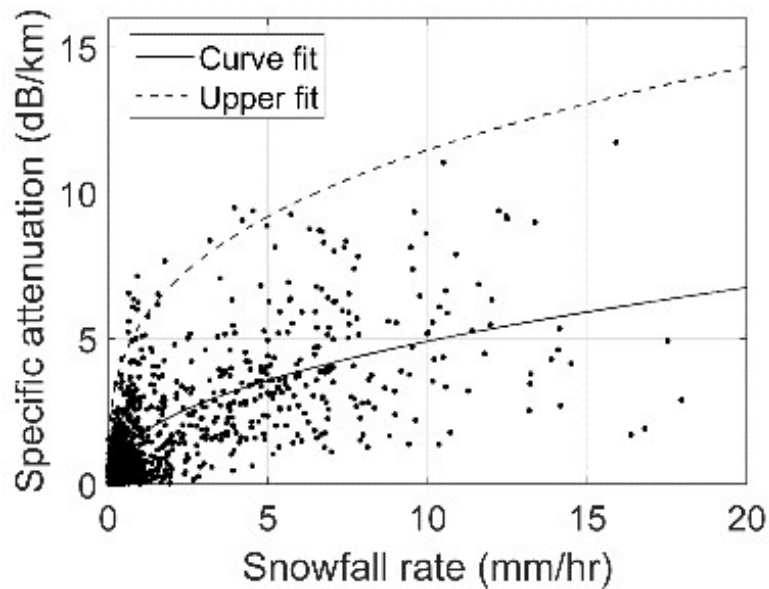 Specific attenuation (dB/km)
15
10
5
0
Curve fit
Upper fit
0 5 10 15 20
Snowfall rate (mm/hr)